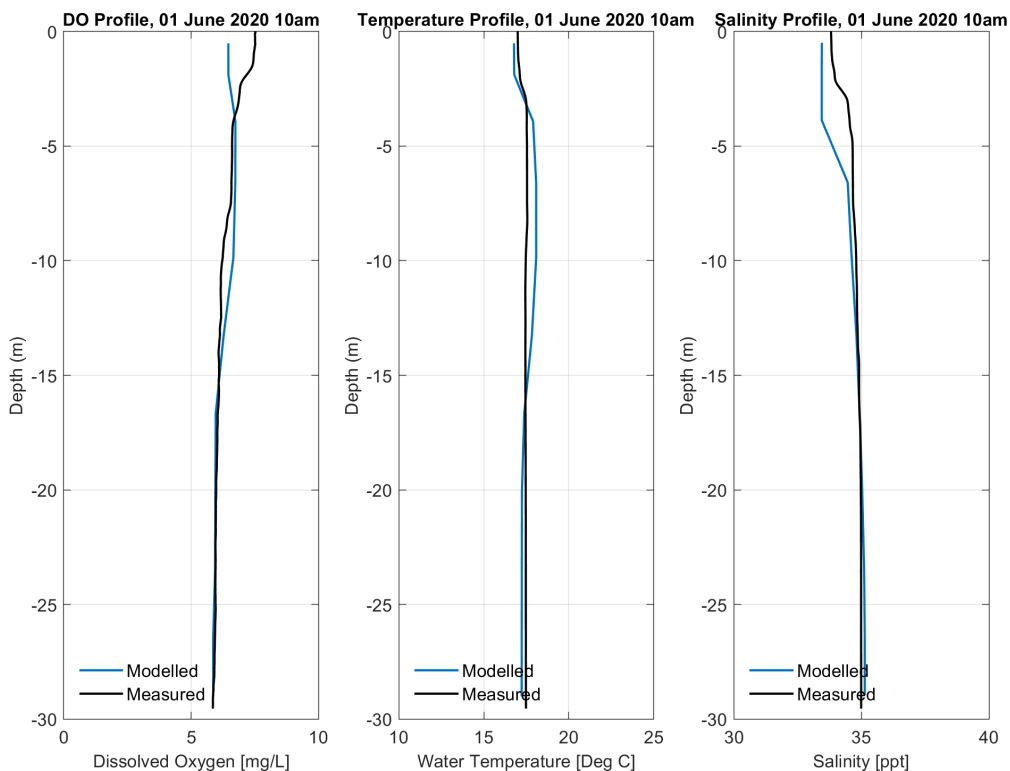 DO Profile, 01 June 2020 10am
0
-5
-10
-15
-20
-25
-30
Depth (m)
Modelled
Measured
0
5
10
Dissolved Oxygen [mg/L]
Temperature Profile, 01 June 2020 10am
0
-5
-10
-15
-20
-25
-30
Depth (m)
Modelled
Measured
10
15
20
25
Water Temperature [Deg C]
Salinity Profile, 01 June 2020 10am
0
-5
-10
-15
-20
-25
-30
Depth (m)
Modelled
Measured
30
35
40
Salinity [ppt]